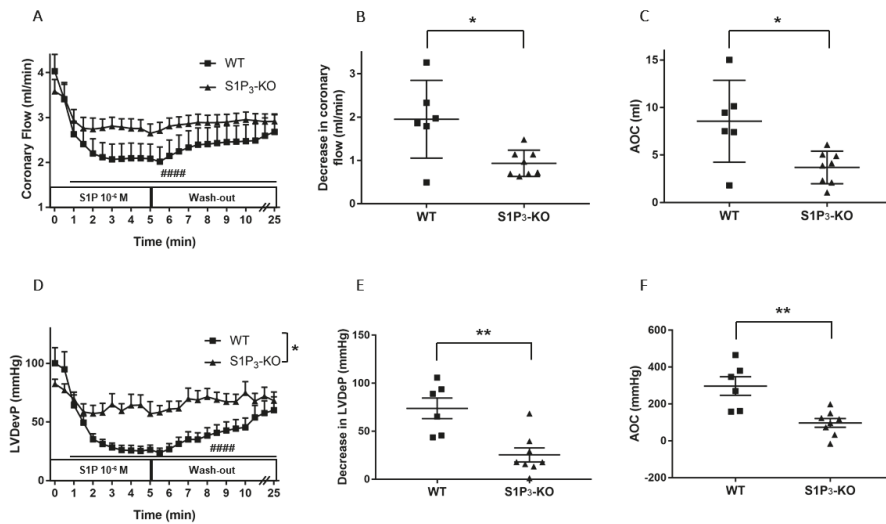 A
Coronary Flow (ml/min)
4
3
2
1
WT
S1P₃-KO
####
S1P 10⁻⁶ M
Wash-out
0 1 2 3 4 5 6 7 8 9 10 25
Time (min)
B
Decrease in coronary
flow (ml/min)
3
2
1
0
*
WT
S1P₃-KO
C
AOC (ml)
15
10
5
0
*
WT
S1P₃-KO
D
LVDevP (mmHg)
100
50
0
WT
S1P₃-KO
*
####
S1P 10⁻⁶ M
Wash-out
0 1 2 3 4 5 6 7 8 9 10 25
Time (min)
E
Decrease in LVDeP (mmHg)
150
100
50
0
**
WT
S1P₃-KO
F
AOC (mmHg)
600
400
200
0
-200
**
WT
S1P₃-KO